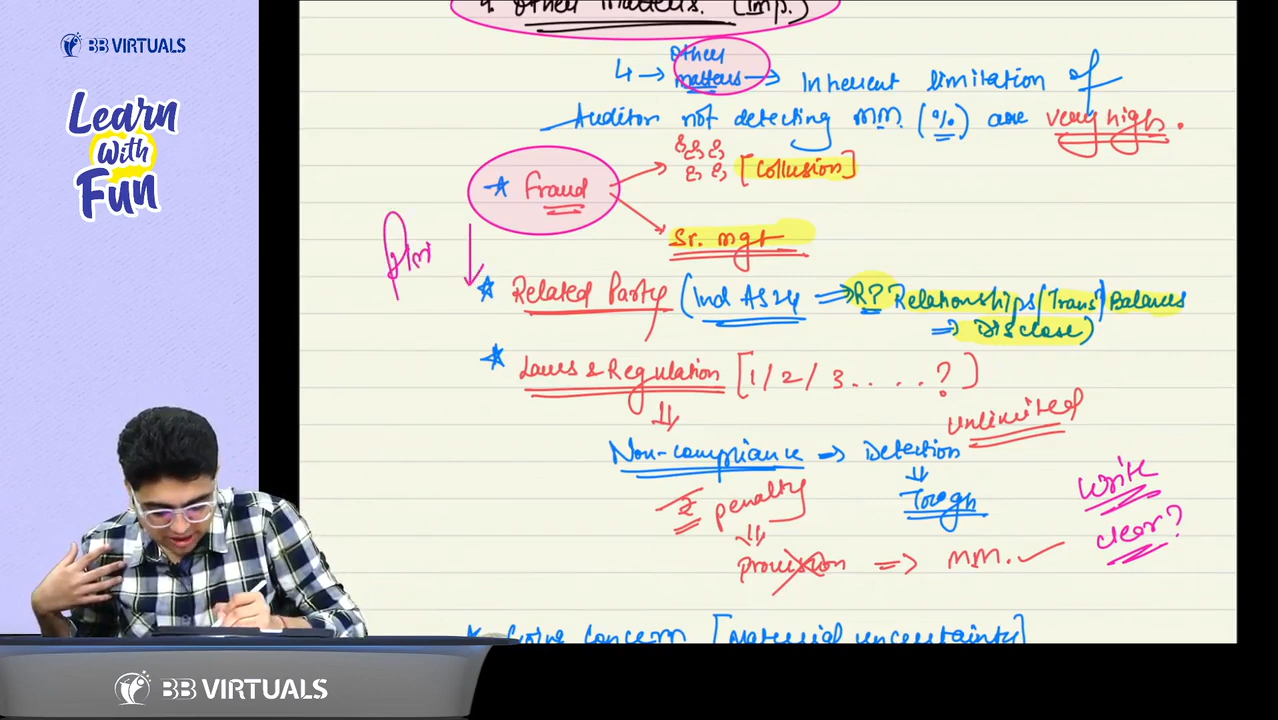 BB VIRTUALS
Learn
With
Fun
4. Other Matters. (Imp.)
4 → Other
matters → Inherent limitation of
Auditor not detecting MM. (%) are very high.
[Collusion]
★ Fraud
Sr. mgt
★ Related Party (Ind AS 24 ⇒ RP? Relationships/Transⁿ/Balances
⇒ Disclose)
★ Laws & Regulation [1/2/3.....?]
Unlimited
Non-compliance → Detection
⇓
₹ penalty
Tough
Write
clear?
⇓
provision ⇒ MM. ✓
★ Going concern [Material uncertainty]
BB VIRTUALS